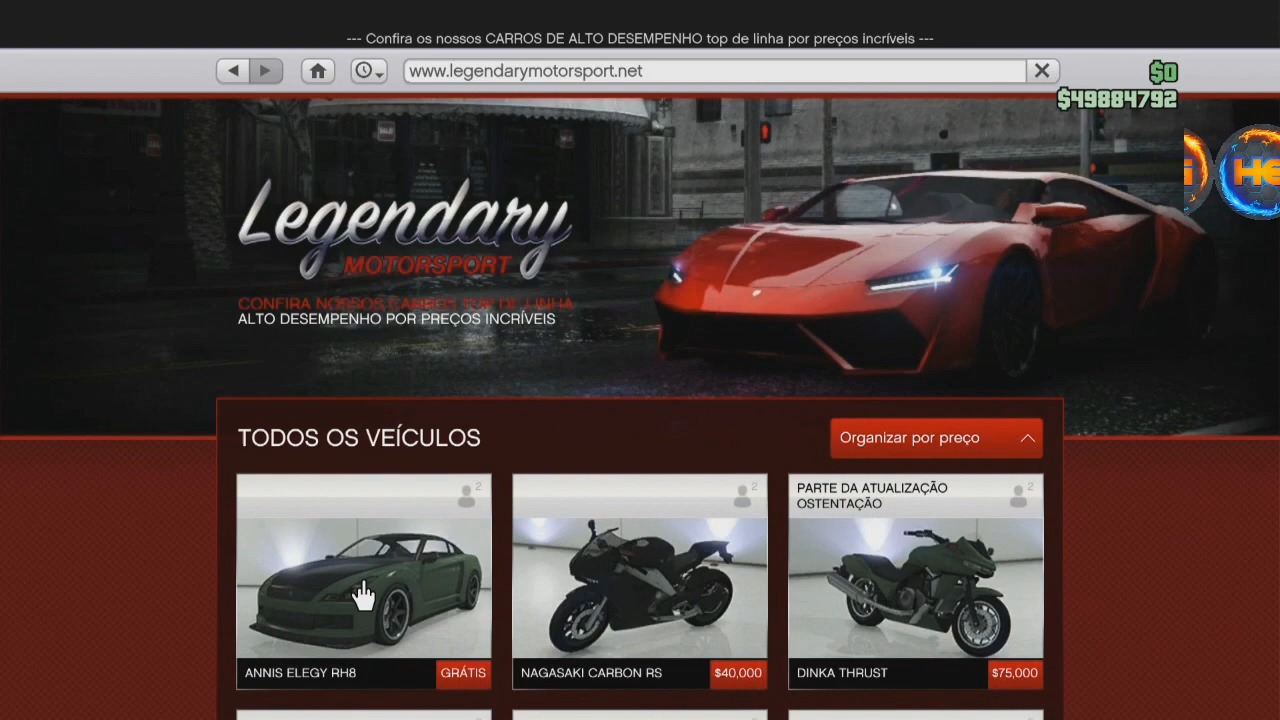 --- Confira os nossos CARROS DE ALTO DESEMPENHO top de linha por preços incríveis ---
www.legendarymotorsport.net
$0
$49884792
HE
Legendary
MOTORSPORT
CONFIRA NOSSOS CARROS TOP DE LINHA
ALTO DESEMPENHO POR PREÇOS INCRÍVEIS
TODOS OS VEÍCULOS
Organizar por preço
2
2
PARTE DA ATUALIZAÇÃO
OSTENTAÇÃO
2
ANNIS ELEGY RH8
GRÁTIS
NAGASAKI CARBON RS
$40,000
DINKA THRUST
$75,000